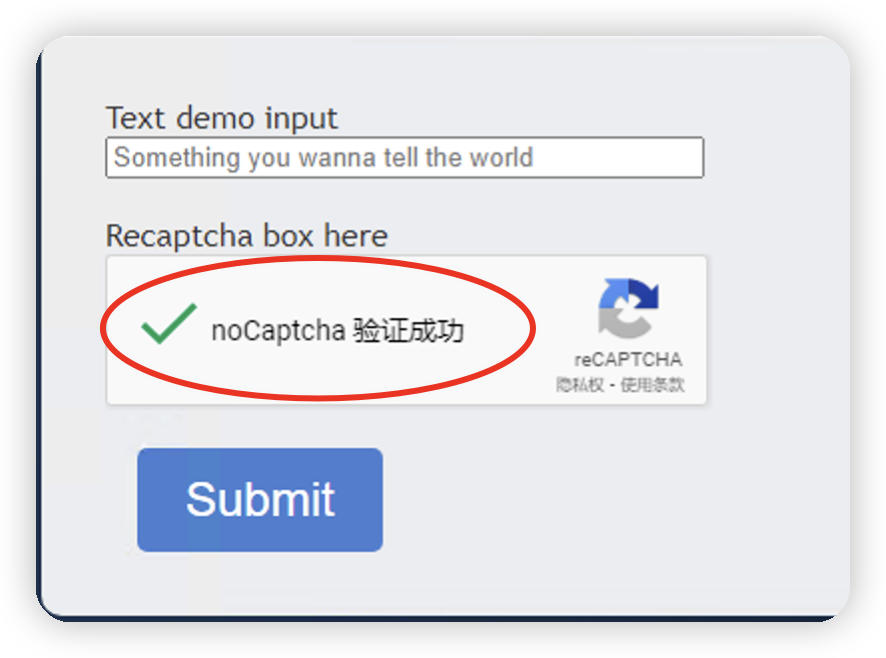 Text demo input
Something you wanna tell the world
Recaptcha box here
noCaptcha 验证成功
reCAPTCHA
隐私权 - 使用条款
Submit